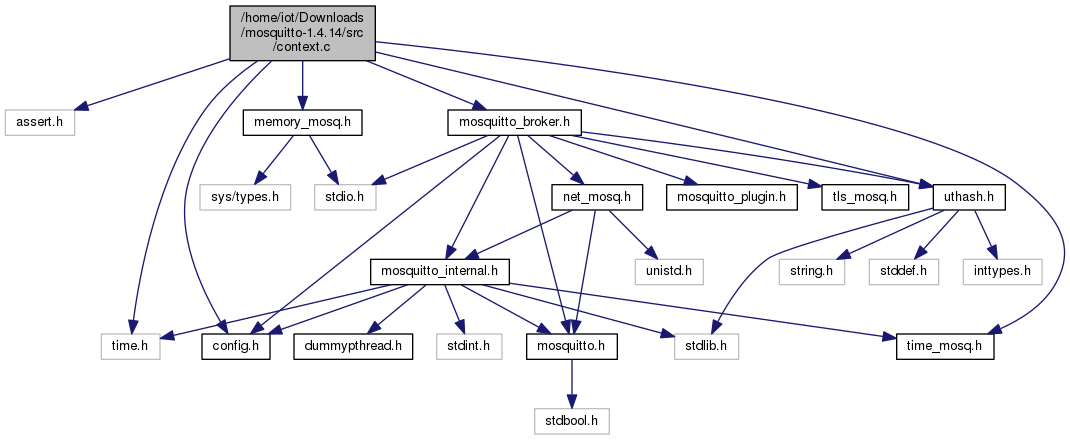 /home/iot/Downloads
/mosquitto-1.4.14/src
/context.c
assert.h
memory_mosq.h
mosquitto_broker.h
sys/types.h
stdio.h
net_mosq.h
mosquitto_plugin.h
tls_mosq.h
uthash.h
mosquitto_internal.h
unistd.h
string.h
stddef.h
inttypes.h
time.h
config.h
dummypthread.h
stdint.h
mosquitto.h
stdlib.h
time_mosq.h
stdbool.h